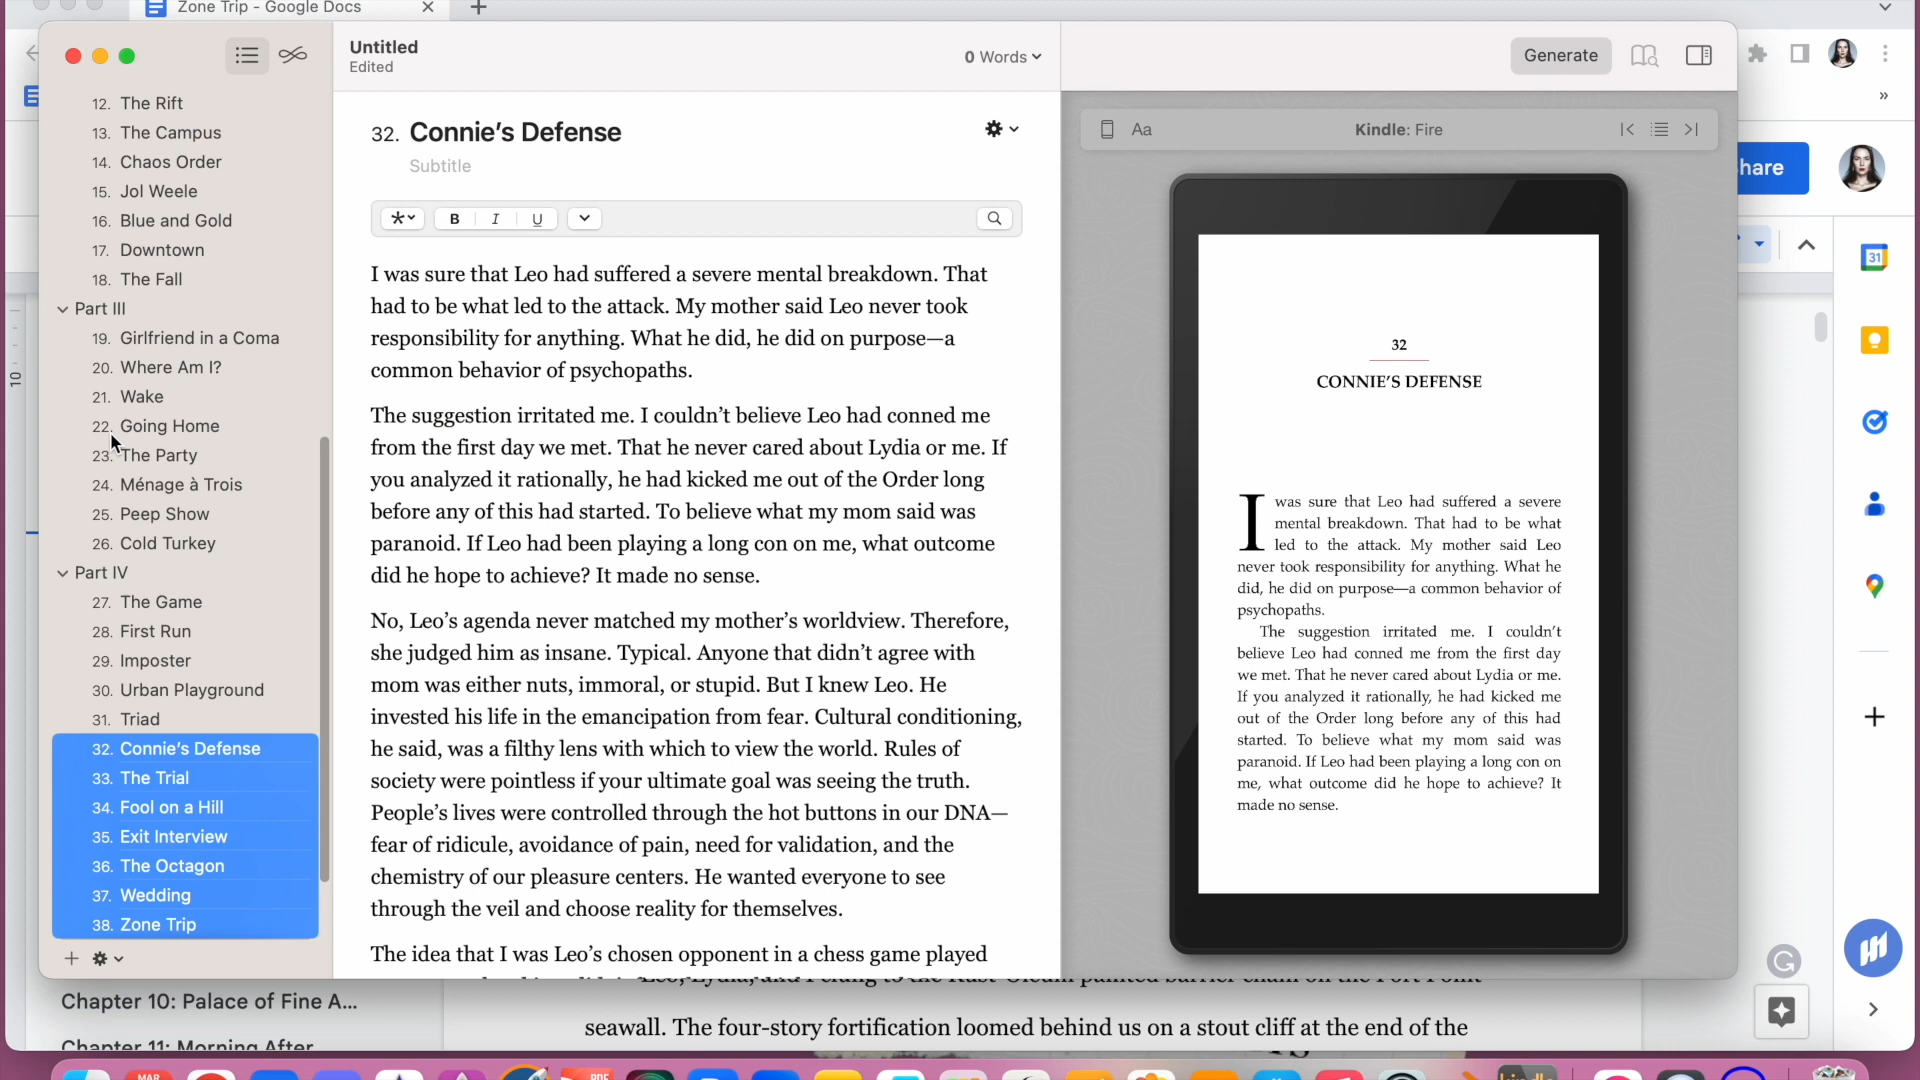 Zone Trip - Google Docs
Untitled
Edited
0 Words
Generate
12. The Rift
13. The Campus
14. Chaos Order
15. Jol Weele
16. Blue and Gold
17. Downtown
18. The Fall
Part III
19. Girlfriend in a Coma
20. Where Am I?
21. Wake
22. Going Home
23. The Party
24. Ménage à Trois
25. Peep Show
26. Cold Turkey
Part IV
27. The Game
28. First Run
29. Imposter
30. Urban Playground
31. Triad
32. Connie’s Defense
33. The Trial
34. Fool on a Hill
35. Exit Interview
36. The Octagon
37. Wedding
38. Zone Trip
32. Connie’s Defense
Subtitle
B I U
I was sure that Leo had suffered a severe mental breakdown. That
had to be what led to the attack. My mother said Leo never took
responsibility for anything. What he did, he did on purpose—a
common behavior of psychopaths.
The suggestion irritated me. I couldn’t believe Leo had conned me
from the first day we met. That he never cared about Lydia or me. If
you analyzed it rationally, he had kicked me out of the Order long
before any of this had started. To believe what my mom said was
paranoid. If Leo had been playing a long con on me, what outcome
did he hope to achieve? It made no sense.
No, Leo’s agenda never matched my mother’s worldview. Therefore,
she judged him as insane. Typical. Anyone that didn’t agree with
mom was either nuts, immoral, or stupid. But I knew Leo. He
invested his life in the emancipation from fear. Cultural conditioning,
he said, was a filthy lens with which to view the world. Rules of
society were pointless if your ultimate goal was seeing the truth.
People’s lives were controlled through the hot buttons in our DNA—
fear of ridicule, avoidance of pain, need for validation, and the
chemistry of our pleasure centers. He wanted everyone to see
through the veil and choose reality for themselves.
The idea that I was Leo’s chosen opponent in a chess game played
Aa
Kindle: Fire
32
CONNIE’S DEFENSE
I was sure that Leo had suffered a severe
mental breakdown. That had to be what
led to the attack. My mother said Leo
never took responsibility for anything. What he
did, he did on purpose—a common behavior of
psychopaths.
The suggestion irritated me. I couldn’t
believe Leo had conned me from the first day
we met. That he never cared about Lydia or me.
If you analyzed it rationally, he had kicked me
out of the Order long before any of this had
started. To believe what my mom said was
paranoid. If Leo had been playing a long con on
me, what outcome did he hope to achieve? It
made no sense.
hare
31
10
Chapter 10: Palace of Fine A...
Chapter 11: Morning After
seawall. The four-story fortification loomed behind us on a stout cliff at the end of the
MAR
PDF
kindle